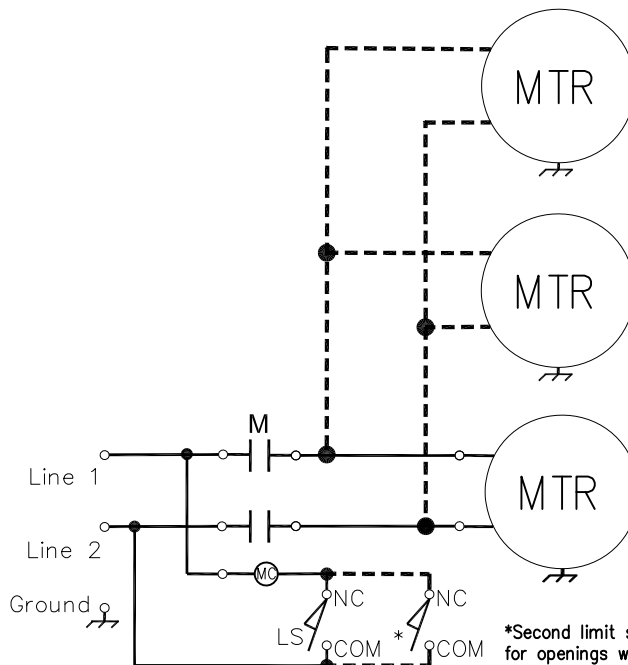 MTR
MTR
M
MTR
Line 1
Line 2
MC
Ground
NC
NC
LS
*
COM
COM
*Second limit
for openings